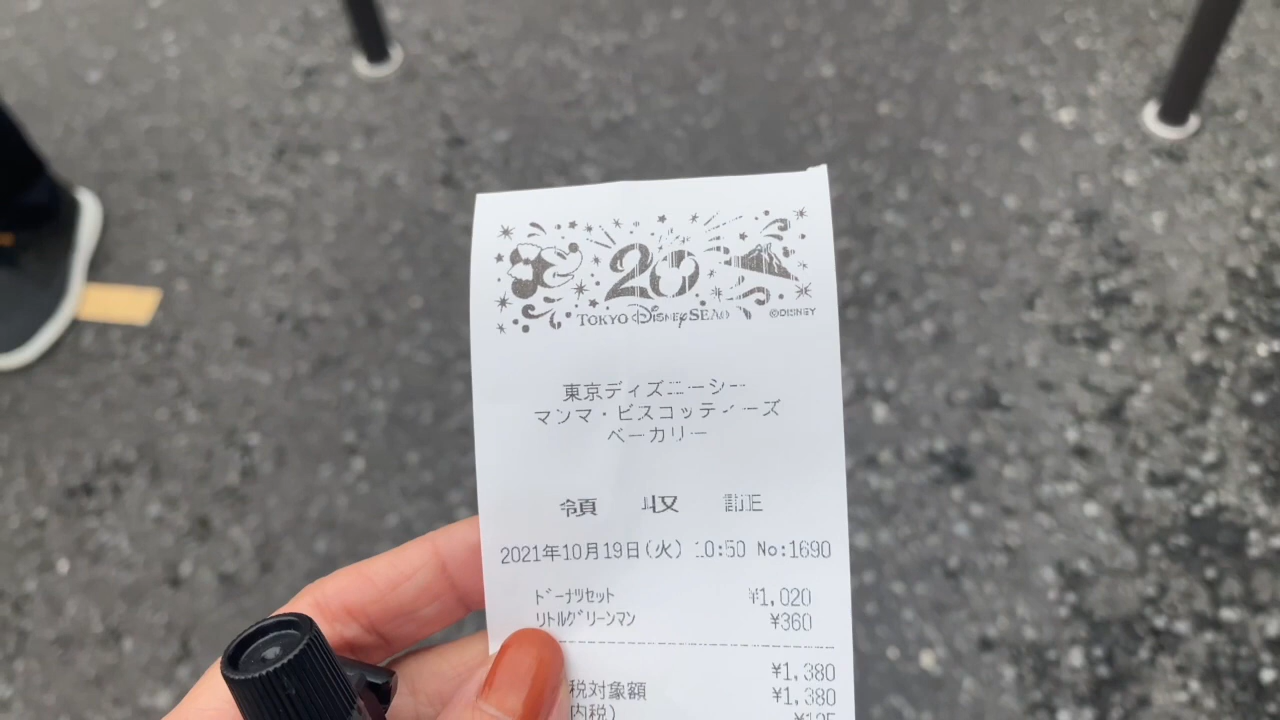 20
TOKYO DISNEYSEA
©DISNEY
東京ディズニーシー
マンマ・ビスコッティーズ
ベーカリー
領収証
2021年10月19日(火) 10:50 No:1690
ドーナツセット ¥1,020
リトルグリーンマン ¥360
¥1,380
税対象額 ¥1,380
内税)